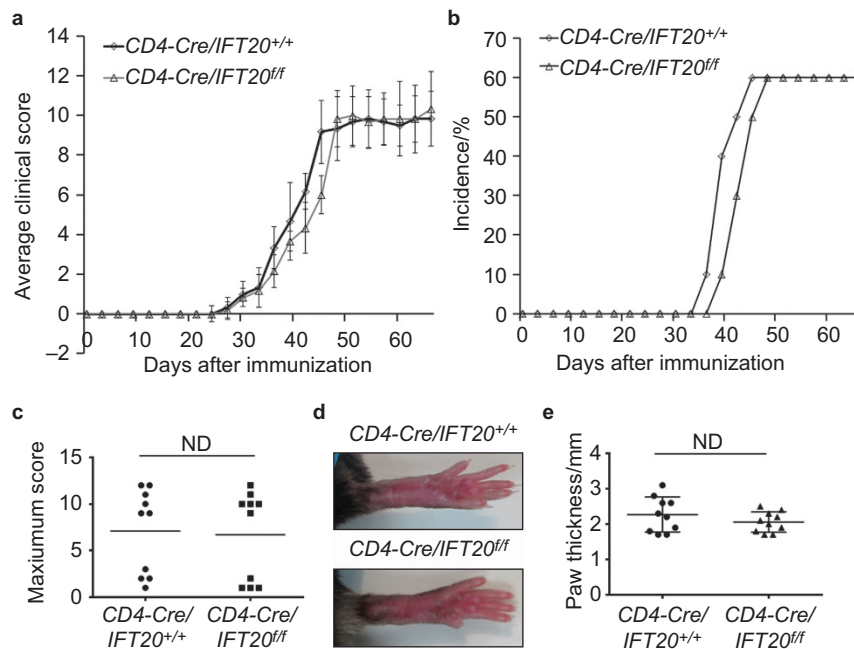 a
14
12
10
8
6
4
2
0
–2
Average clinical score
CD4-Cre/IFT20+/+
CD4-Cre/IFT20f/f
0 10 20 30 40 50 60
Days after immunization
b
70
60
50
40
30
20
10
0
Incidence/%
CD4-Cre/IFT20+/+
CD4-Cre/IFT20f/f
0 10 20 30 40 50 60
Days after immunization
c
ND
15
10
5
0
Maxiumum score
CD4-Cre/
IFT20+/+
CD4-Cre/
IFT20f/f
d
CD4-Cre/IFT20+/+
CD4-Cre/IFT20f/f
e
ND
4
3
2
1
0
Paw thickness/mm
CD4-Cre/
IFT20+/+
CD4-Cre/
IFT20f/f